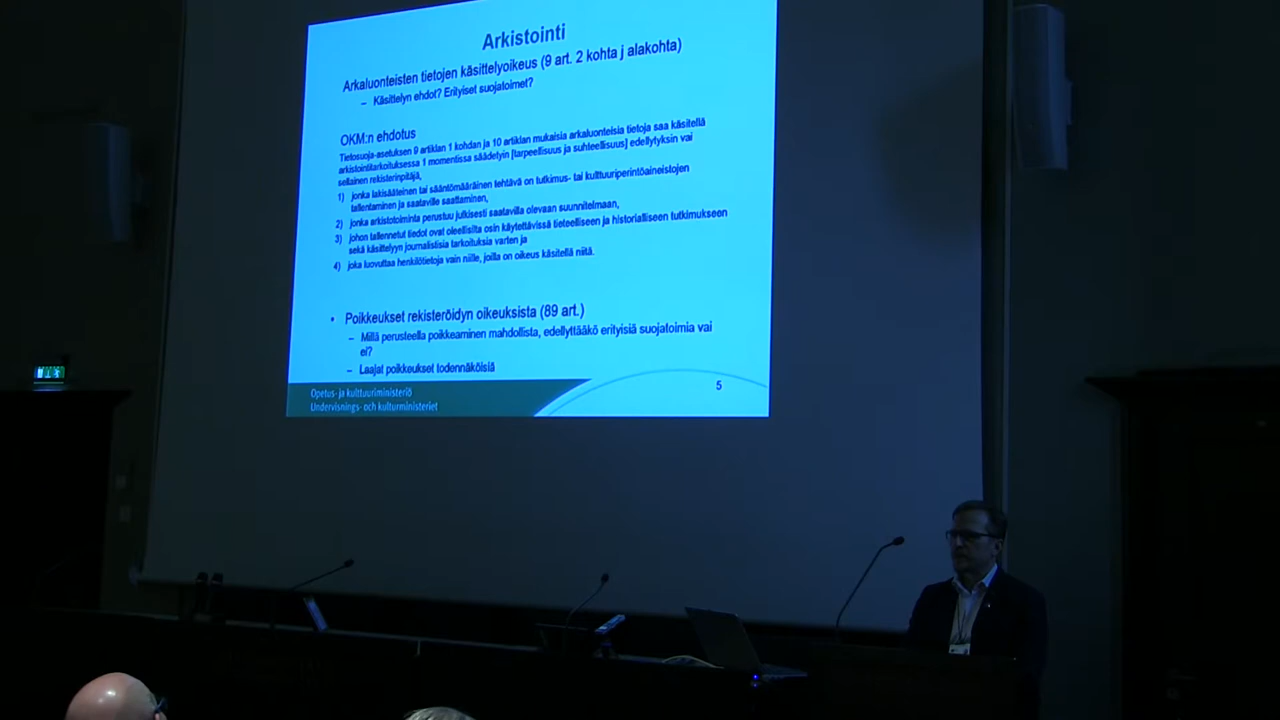 Arkistointi
Arkaluonteisten tietojen käsittelyoikeus (9 art. 2 kohta j alakohta)
– Käsittelyn ehdot? Erityiset suojatoimet?
OKM:n ehdotus
Tietosuoja-asetuksen 9 artiklan 1 kohdan ja 10 artiklan mukaisia arkaluonteisia tietoja saa käsitellä
arkistointitarkoituksessa 1 momentissa säädetyin [tarpeellisuus ja suhteellisuus] edellytyksin vai
sellainen rekisterinpitäjä,
1) jonka lakisääteinen tai sääntömääräinen tehtävä on tutkimus- tai kulttuuriperintöaineistojen
tallentaminen ja saataville saattaminen,
2) jonka arkistotoiminta perustuu julkisesti saatavilla olevaan suunnitelmaan,
3) johon tallennetut tiedot ovat oleellisilta osin käytettävissä tieteelliseen ja historialliseen tutkimukseen
sekä käsittelyyn journalistisia tarkoituksia varten ja
4) joka luovuttaa henkilötietoja vain niille, joilla on oikeus käsitellä niitä.
• Poikkeukset rekisteröidyn oikeuksista (89 art.)
– Millä perusteella poikkeaminen mahdollista, edellyttääkö erityisiä suojatoimia vai
ei?
– Laajat poikkeukset todennäköisiä
Opetus- ja kulttuuriministeriö
Undervisnings- och kulturministeriet
5